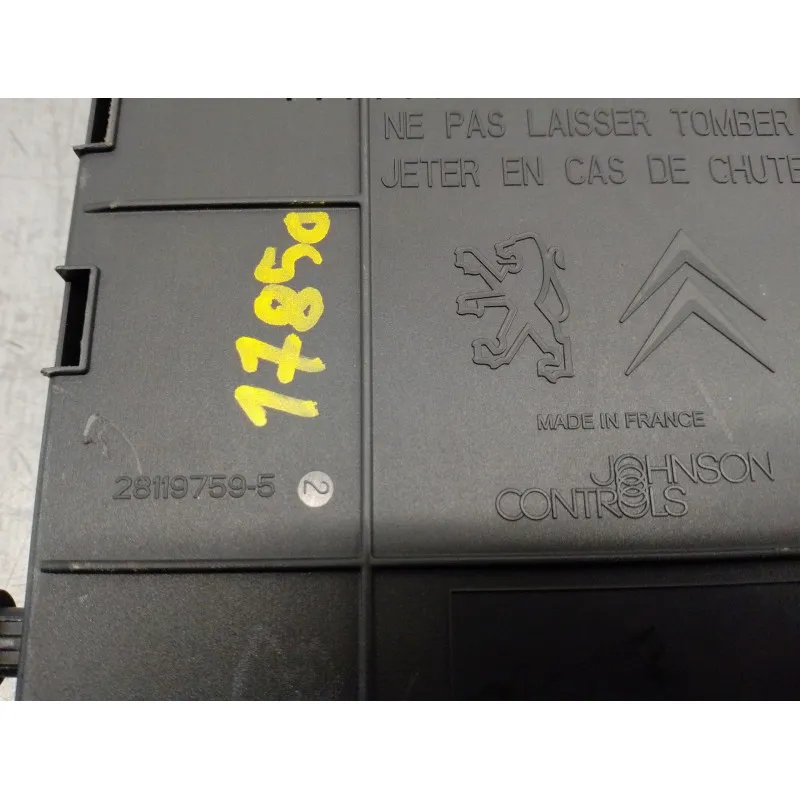 NE PAS LAISSER TOMBER
JETER EN CAS DE CHUTE
17850
MADE IN FRANCE
JOHNSON
CONTROLS
28119759-5
2